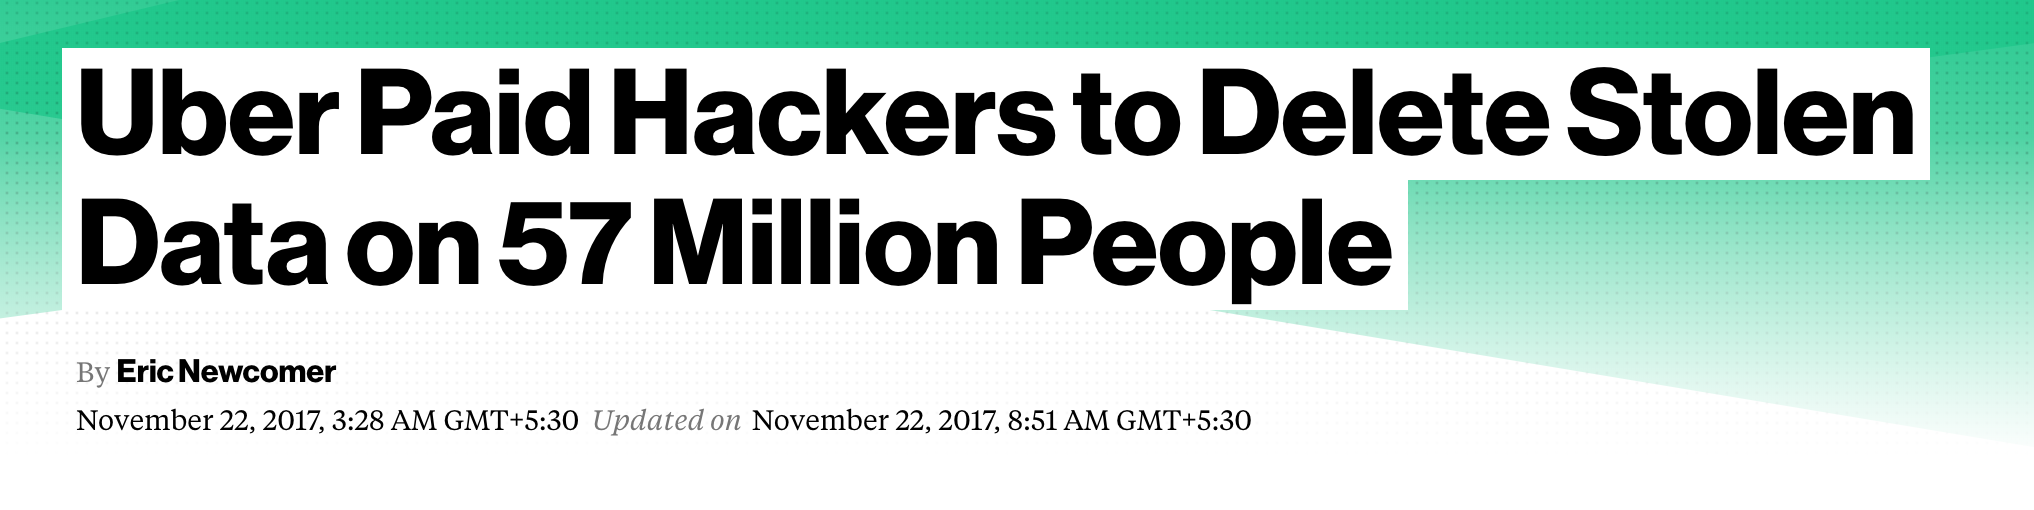 Uber Paid Hackers to Delete Stolen
Data on 57 Million People
By Eric Newcomer
November 22, 2017, 3:28 AM GMT+5:30 Updated on November 22, 2017, 8:51 AM GMT+5:30